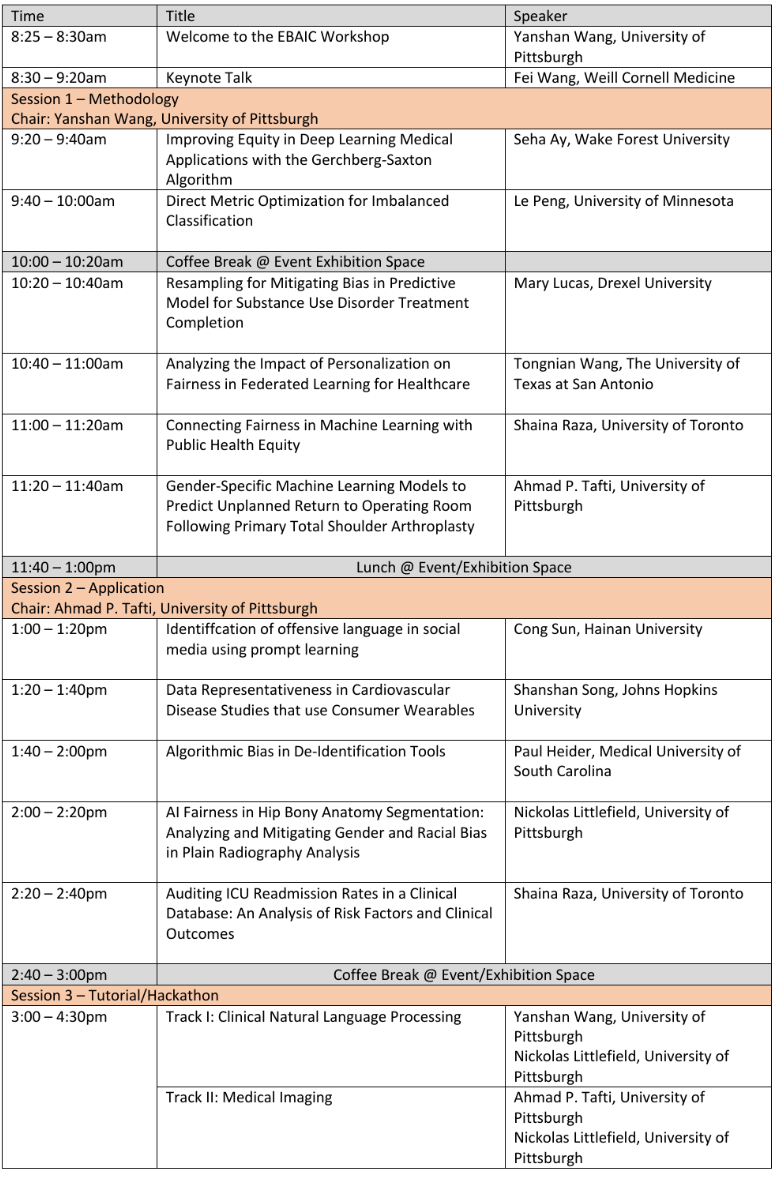 Time Title Speaker
8:25 – 8:30am Welcome to the EBAIC Workshop Yanshan Wang, University of
Pittsburgh
8:30 – 9:20am Keynote Talk Fei Wang, Weill Cornell Medicine
Session 1 – Methodology
Chair: Yanshan Wang, University of Pittsburgh
9:20 – 9:40am Improving Equity in Deep Learning Medical Seha Ay, Wake Forest University
Applications with the Gerchberg-Saxton
Algorithm
9:40 – 10:00am Direct Metric Optimization for Imbalanced Le Peng, University of Minnesota
Classification
10:00 – 10:20am Coffee Break @ Event Exhibition Space
10:20 – 10:40am Resampling for Mitigating Bias in Predictive Mary Lucas, Drexel University
Model for Substance Use Disorder Treatment
Completion
10:40 – 11:00am Analyzing the Impact of Personalization on Tongnian Wang, The University of
Fairness in Federated Learning for Healthcare Texas at San Antonio
11:00 – 11:20am Connecting Fairness in Machine Learning with Shaina Raza, University of Toronto
Public Health Equity
11:20 – 11:40am Gender-Specific Machine Learning Models to Ahmad P. Tafti, University of
Predict Unplanned Return to Operating Room Pittsburgh
Following Primary Total Shoulder Arthroplasty
11:40 – 1:00pm Lunch @ Event/Exhibition Space
Session 2 – Application
Chair: Ahmad P. Tafti, University of Pittsburgh
1:00 – 1:20pm Identiffcation of offensive language in social Cong Sun, Hainan University
media using prompt learning
1:20 – 1:40pm Data Representativeness in Cardiovascular Shanshan Song, Johns Hopkins
Disease Studies that use Consumer Wearables University
1:40 – 2:00pm Algorithmic Bias in De-Identification Tools Paul Heider, Medical University of
South Carolina
2:00 – 2:20pm AI Fairness in Hip Bony Anatomy Segmentation: Nickolas Littlefield, University of
Analyzing and Mitigating Gender and Racial Bias Pittsburgh
in Plain Radiography Analysis
2:20 – 2:40pm Auditing ICU Readmission Rates in a Clinical Shaina Raza, University of Toronto
Database: An Analysis of Risk Factors and Clinical
Outcomes
2:40 – 3:00pm Coffee Break @ Event/Exhibition Space
Session 3 – Tutorial/Hackathon
3:00 – 4:30pm Track I: Clinical Natural Language Processing Yanshan Wang, University of
Pittsburgh
Nickolas Littlefield, University of
Pittsburgh
Track II: Medical Imaging Ahmad P. Tafti, University of
Pittsburgh
Nickolas Littlefield, University of
Pittsburgh